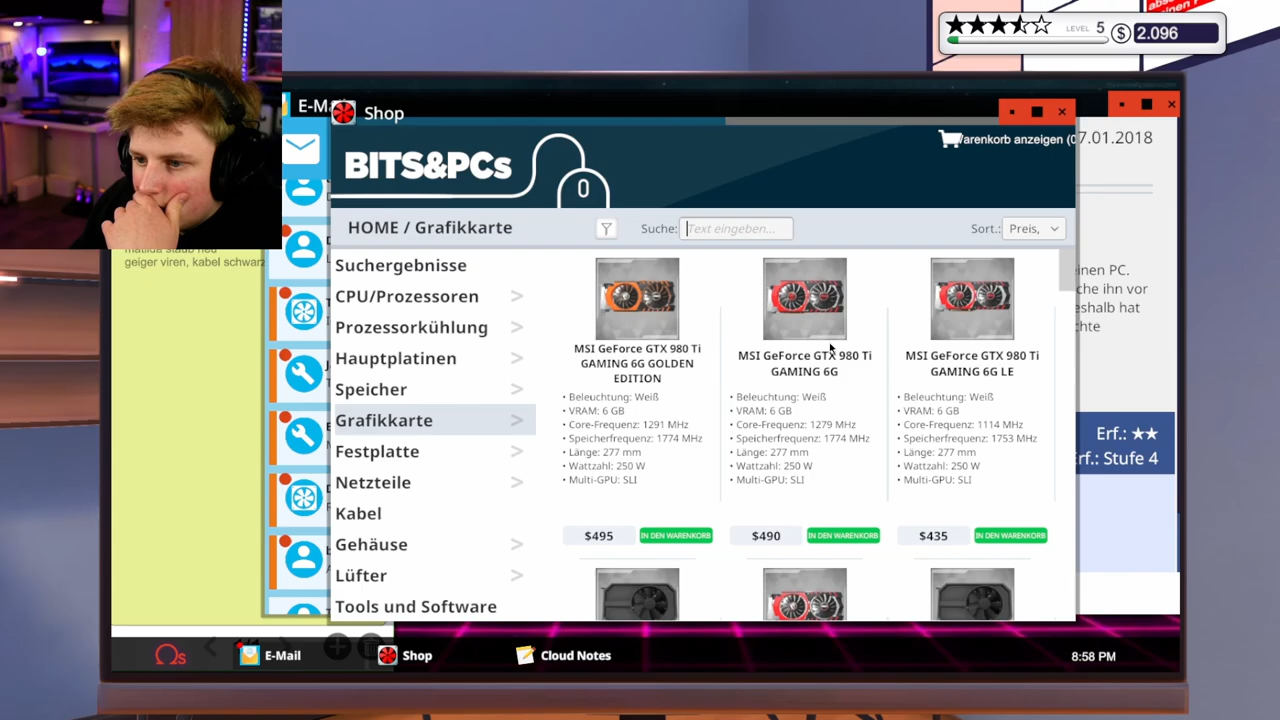 LEVEL 5 $ 2.096
E-M
Shop
7.01.2018
BITS&PCs
arenkorb anzeigen (0
HOME / Grafikkarte
Suche: Text eingeben...
Sort.: Preis,
geiger viren, kabel schwarz
Suchergebnisse
CPU/Prozessoren >
Prozessorkühlung >
Hauptplatinen >
Speicher >
Grafikkarte >
Festplatte >
Netzteile >
Kabel
Gehäuse >
Lüfter >
Tools und Software
MSI GeForce GTX 980 Ti
GAMING 6G GOLDEN
EDITION
• Beleuchtung: Weiß
• VRAM: 6 GB
• Core-Frequenz: 1291 MHz
• Speicherfrequenz: 1774 MHz
• Länge: 277 mm
• Wattzahl: 250 W
• Multi-GPU: SLI
$495 IN DEN WARENKORB
MSI GeForce GTX 980 Ti
GAMING 6G
• Beleuchtung: Weiß
• VRAM: 6 GB
• Core-Frequenz: 1279 MHz
• Speicherfrequenz: 1774 MHz
• Länge: 277 mm
• Wattzahl: 250 W
• Multi-GPU: SLI
$490 IN DEN WARENKORB
MSI GeForce GTX 980 Ti
GAMING 6G LE
• Beleuchtung: Weiß
• VRAM: 6 GB
• Core-Frequenz: 1114 MHz
• Speicherfrequenz: 1753 MHz
• Länge: 277 mm
• Wattzahl: 250 W
• Multi-GPU: SLI
$435 IN DEN WARENKORB
einen PC.
che ihn vor
eshalb hat
chte
Erf.: ★★
Erf.: Stufe 4
E-Mail
Shop
Cloud Notes
8:58 PM